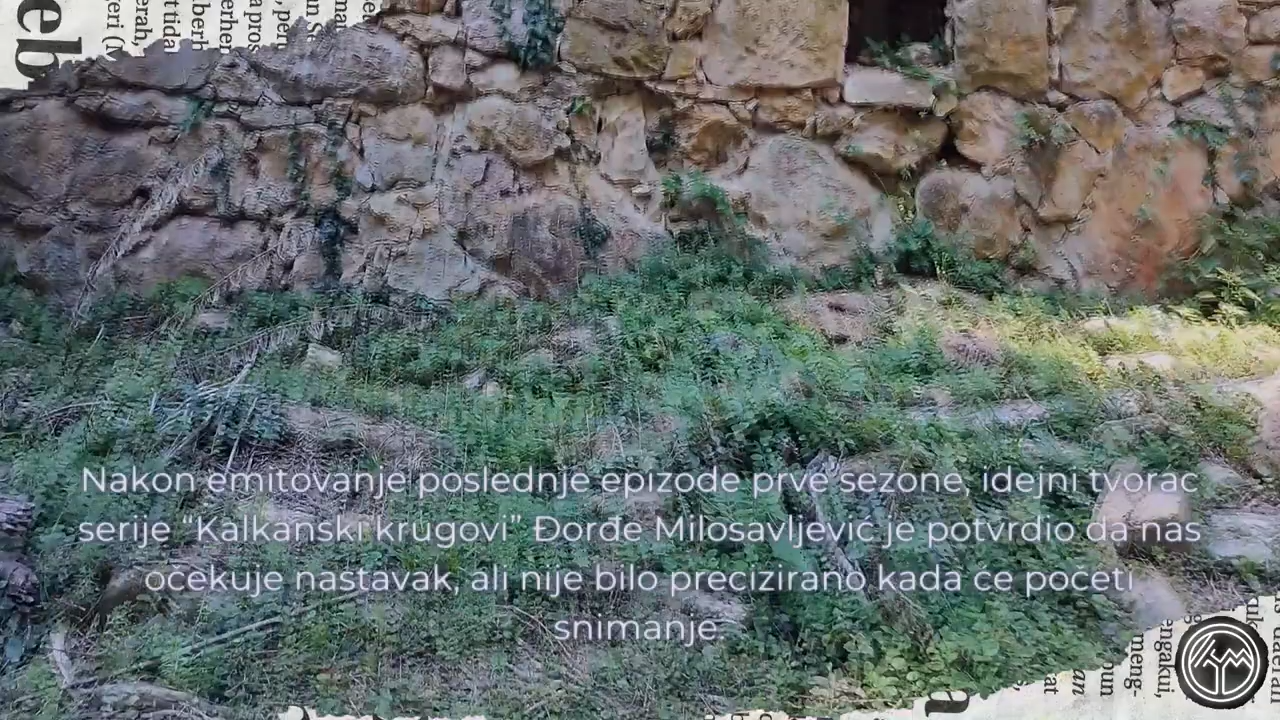 Nakon emitovanje poslednje epizode prve sezone, idejni tvorac
serije “Kalkanski krugovi” Đorđe Milosavljević je potvrdio da nas
očekuje nastavak, ali nije bilo precizirano kada će početi
snimanje.